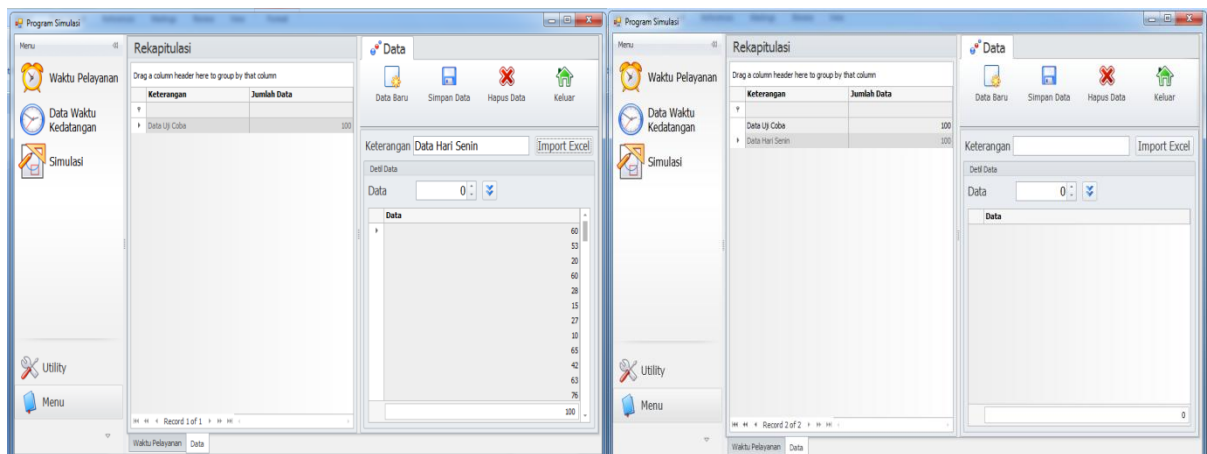 Program Simulasi
Menu
Waktu Pelayanan
Data Waktu
Kedatangan
Simulasi
Utility
Menu
Rekapitulasi
Drag a column header here to group by that column
Keterangan Jumlah Data
Data Uji Coba 100
Record 1 of 1
Waktu Pelayanan Data
Data
Data Baru Simpan Data Hapus Data Keluar
Keterangan Data Hari Senin Import Excel
Detil Data
Data 0
Data
60
53
20
60
28
15
27
10
65
42
63
76
100
Program Simulasi
Menu
Waktu Pelayanan
Data Waktu
Kedatangan
Simulasi
Utility
Menu
Rekapitulasi
Drag a column header here to group by that column
Keterangan Jumlah Data
Data Uji Coba 100
Data Hari Senin 100
Record 2 of 2
Waktu Pelayanan Data
Data
Data Baru Simpan Data Hapus Data Keluar
Keterangan Import Excel
Detil Data
Data 0
Data
0